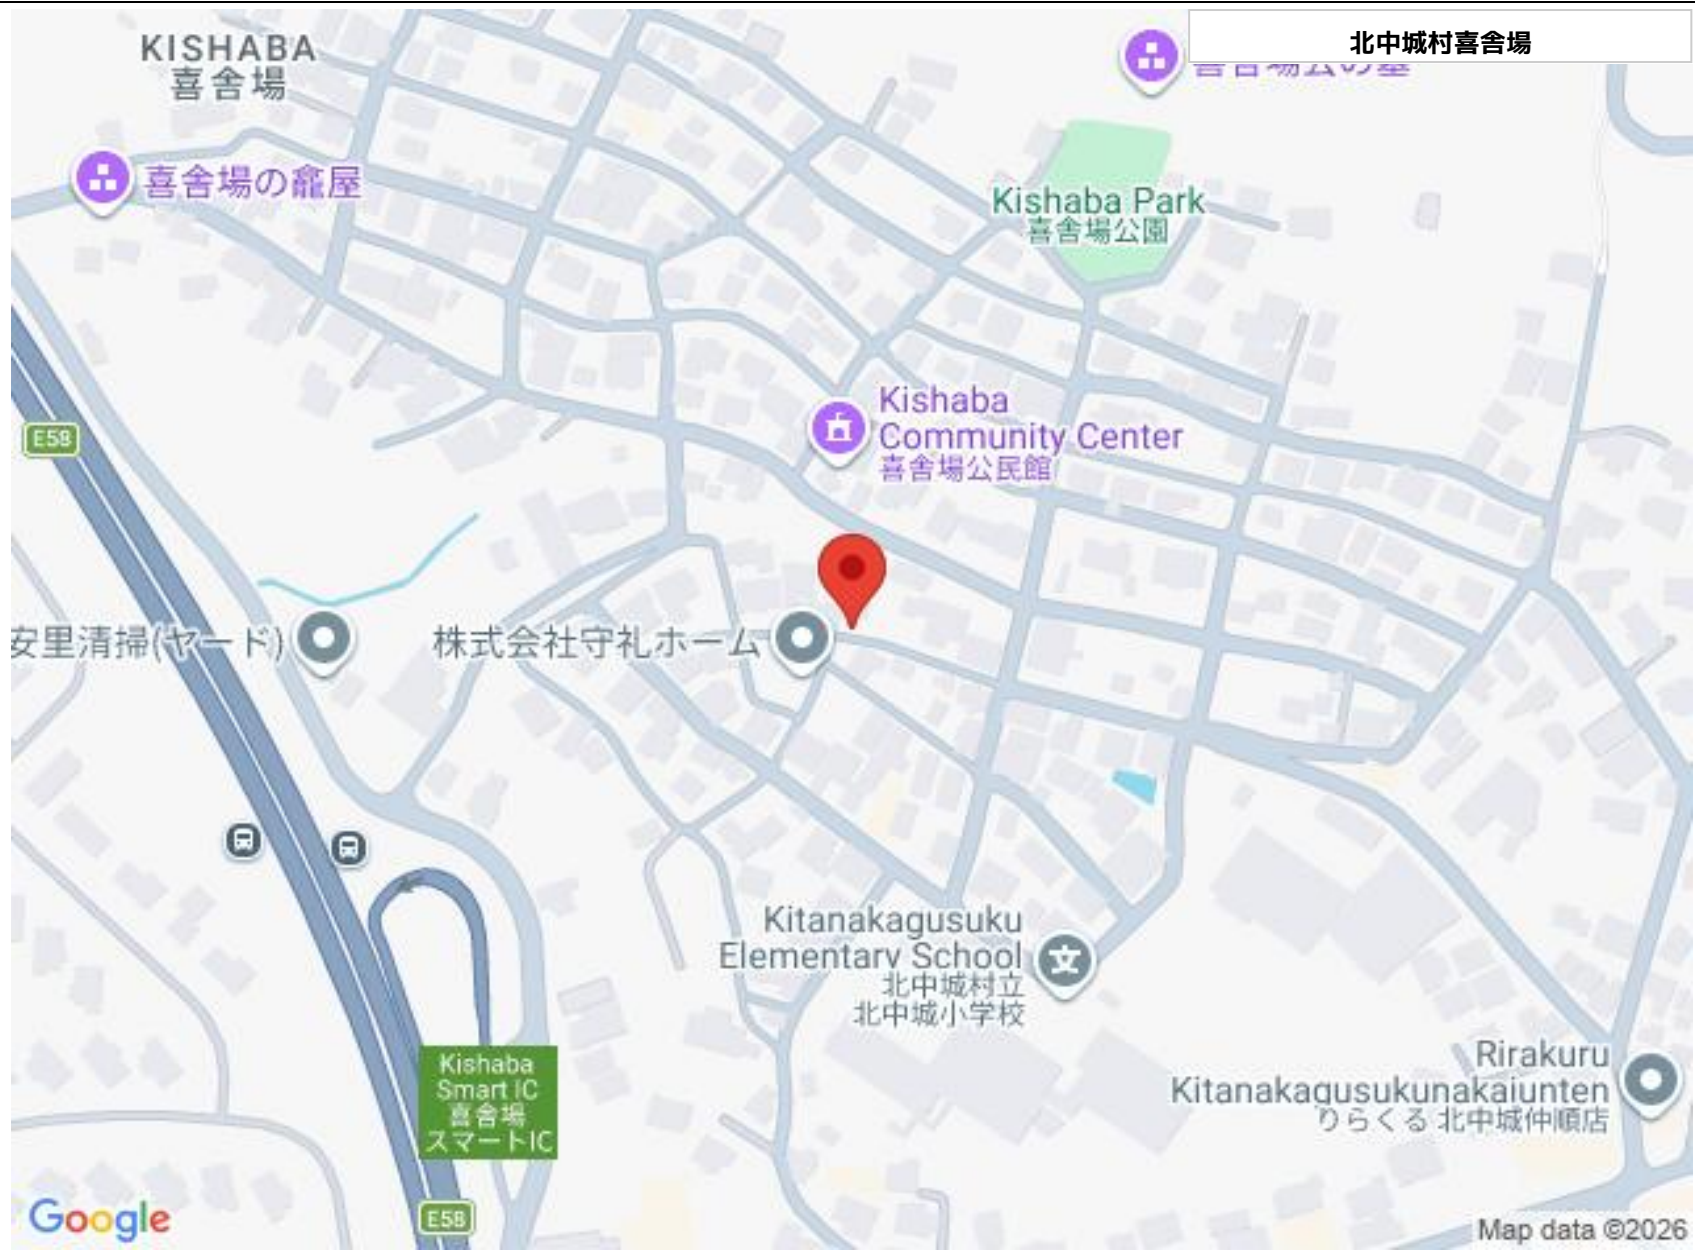 KISHABA
喜舎場
北中城村喜舎場
喜舎場の龕屋
Kishaba Park
喜舎場公園
Kishaba
Community Center
喜舎場公民館
E58
安里清掃(ヤード)
株式会社守礼ホーム
Kitanakagusuku
Elementary School
北中城村立
北中城小学校
Kishaba
Smart IC
喜舎場
スマートIC
Rirakuru
Kitanakagusukunakaiunten
りらくる 北中城仲順店
E58
Google
Map data ©2026